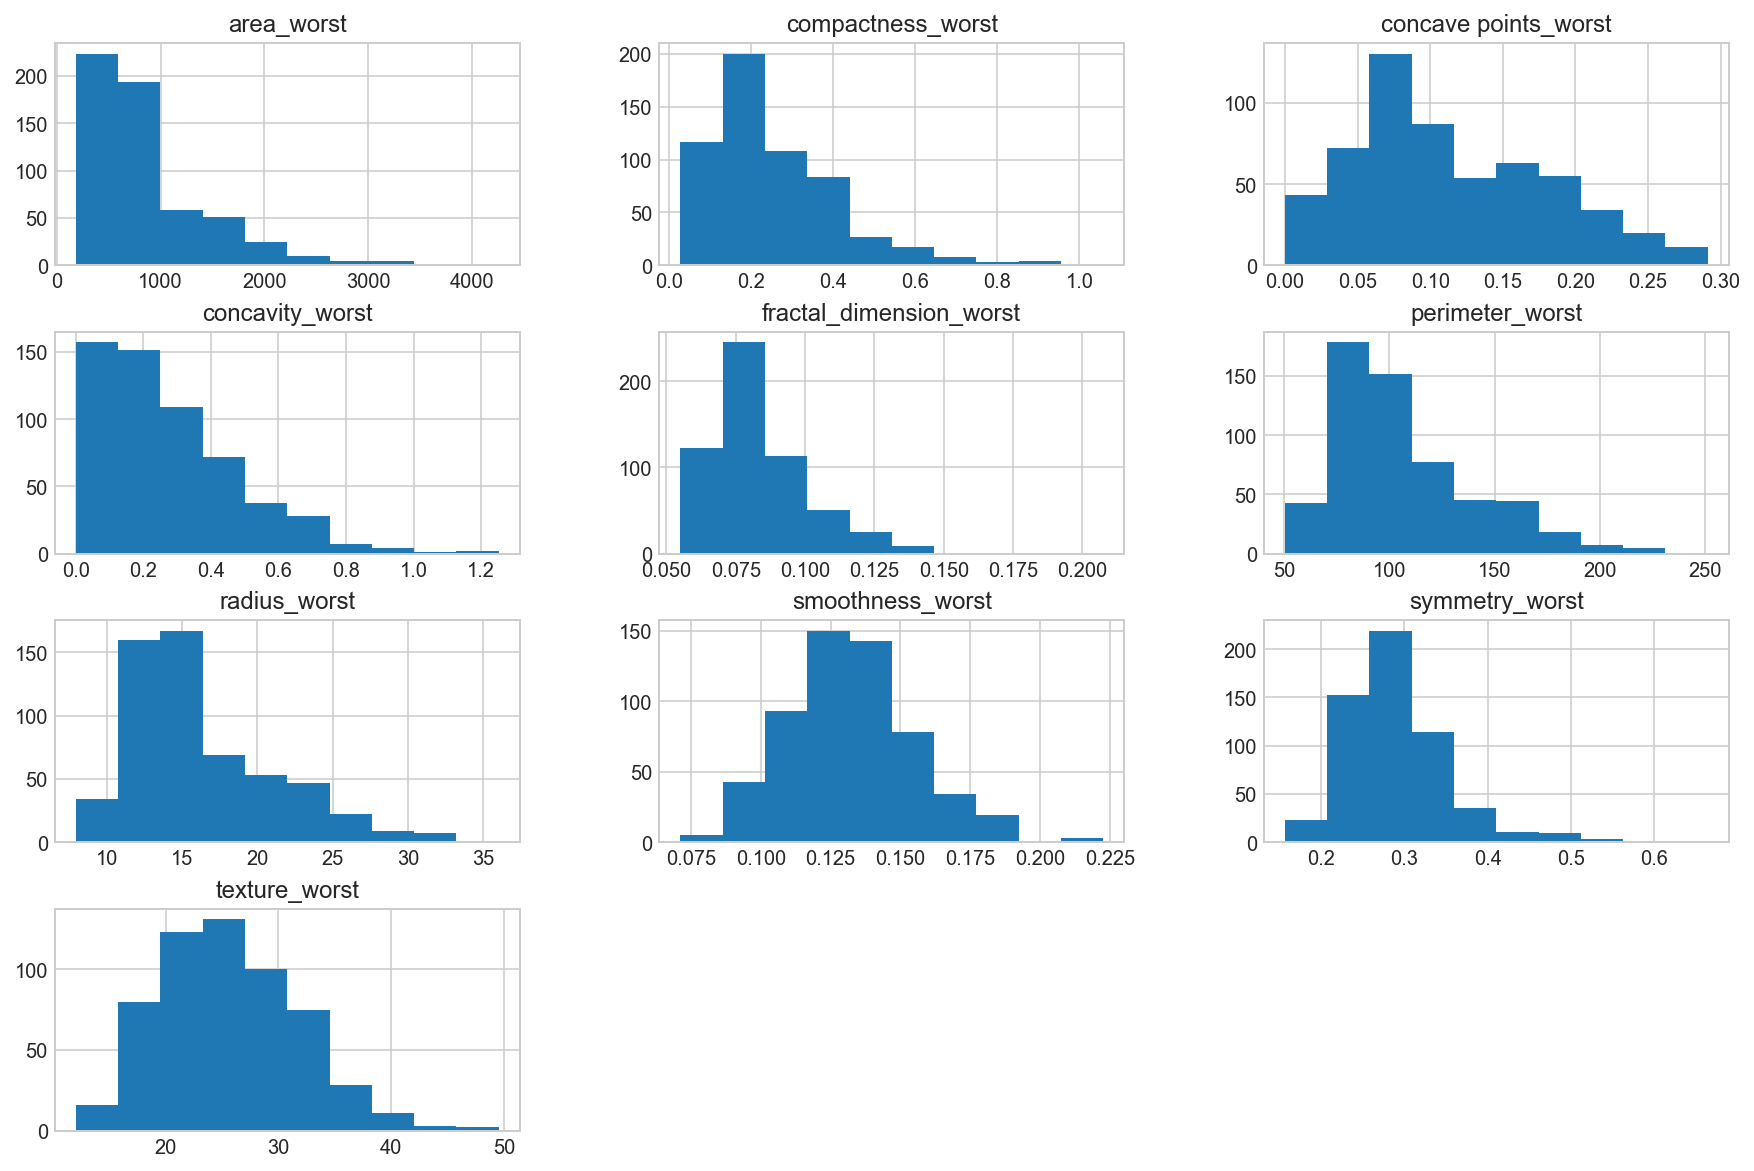 area_worst
200
150
100
50
0
0 1000 2000 3000 4000
compactness_worst
200
150
100
50
0
0.0 0.2 0.4 0.6 0.8 1.0
concave points_worst
100
50
0
0.00 0.05 0.10 0.15 0.20 0.25 0.30
concavity_worst
150
100
50
0
0.0 0.2 0.4 0.6 0.8 1.0 1.2
fractal_dimension_worst
200
100
0
0.050 0.075 0.100 0.125 0.150 0.175 0.200
perimeter_worst
150
100
50
0
50 100 150 200 250
radius_worst
150
100
50
0
10 15 20 25 30 35
smoothness_worst
150
100
50
0
0.075 0.100 0.125 0.150 0.175 0.200 0.225
symmetry_worst
200
150
100
50
0
0.2 0.3 0.4 0.5 0.6
texture_worst
100
50
0
20 30 40 50